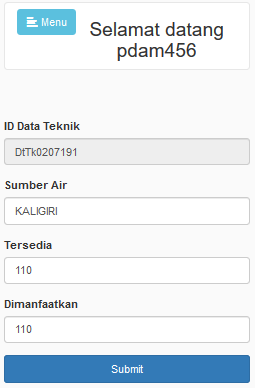 Menu
Selamat datang
pdam456
ID Data Teknik
DtTk0207191
Sumber Air
KALIGIRI
Tersedia
110
Dimanfaatkan
110
Submit